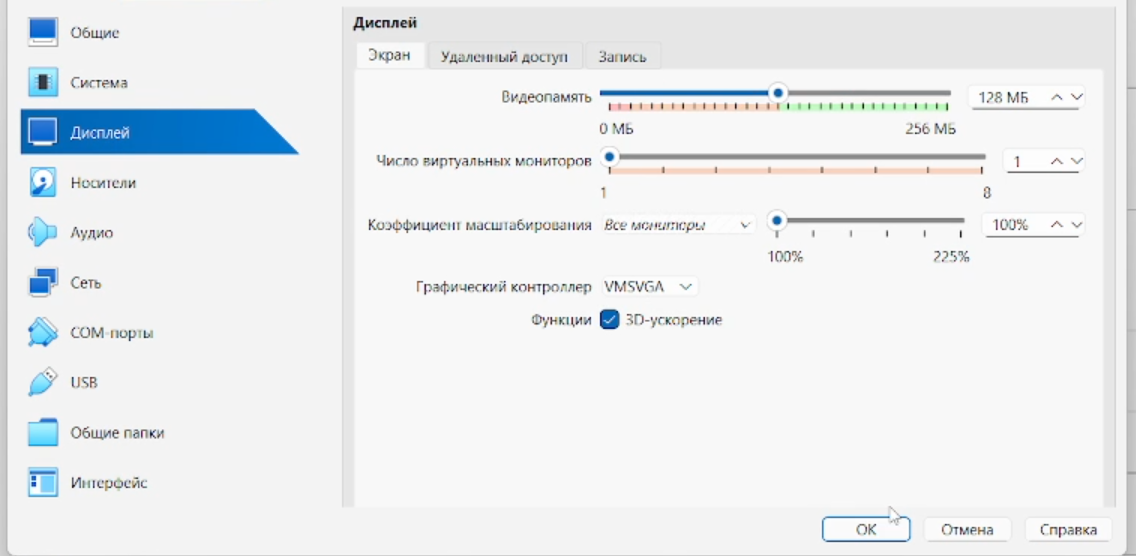 Общие
Система
Дисплей
Носители
Аудио
Сеть
COM-порты
USB
Общие папки
Интерфейс
Дисплей
Экран Удаленный доступ Запись
Видеопамять 128 МБ
0 МБ 256 МБ
Число виртуальных мониторов 1
1 8
Коэффициент масштабирования Все мониторы 100%
100% 225%
Графический контроллер VMSVGA
Функции 3D-ускорение
OK Отмена Справка